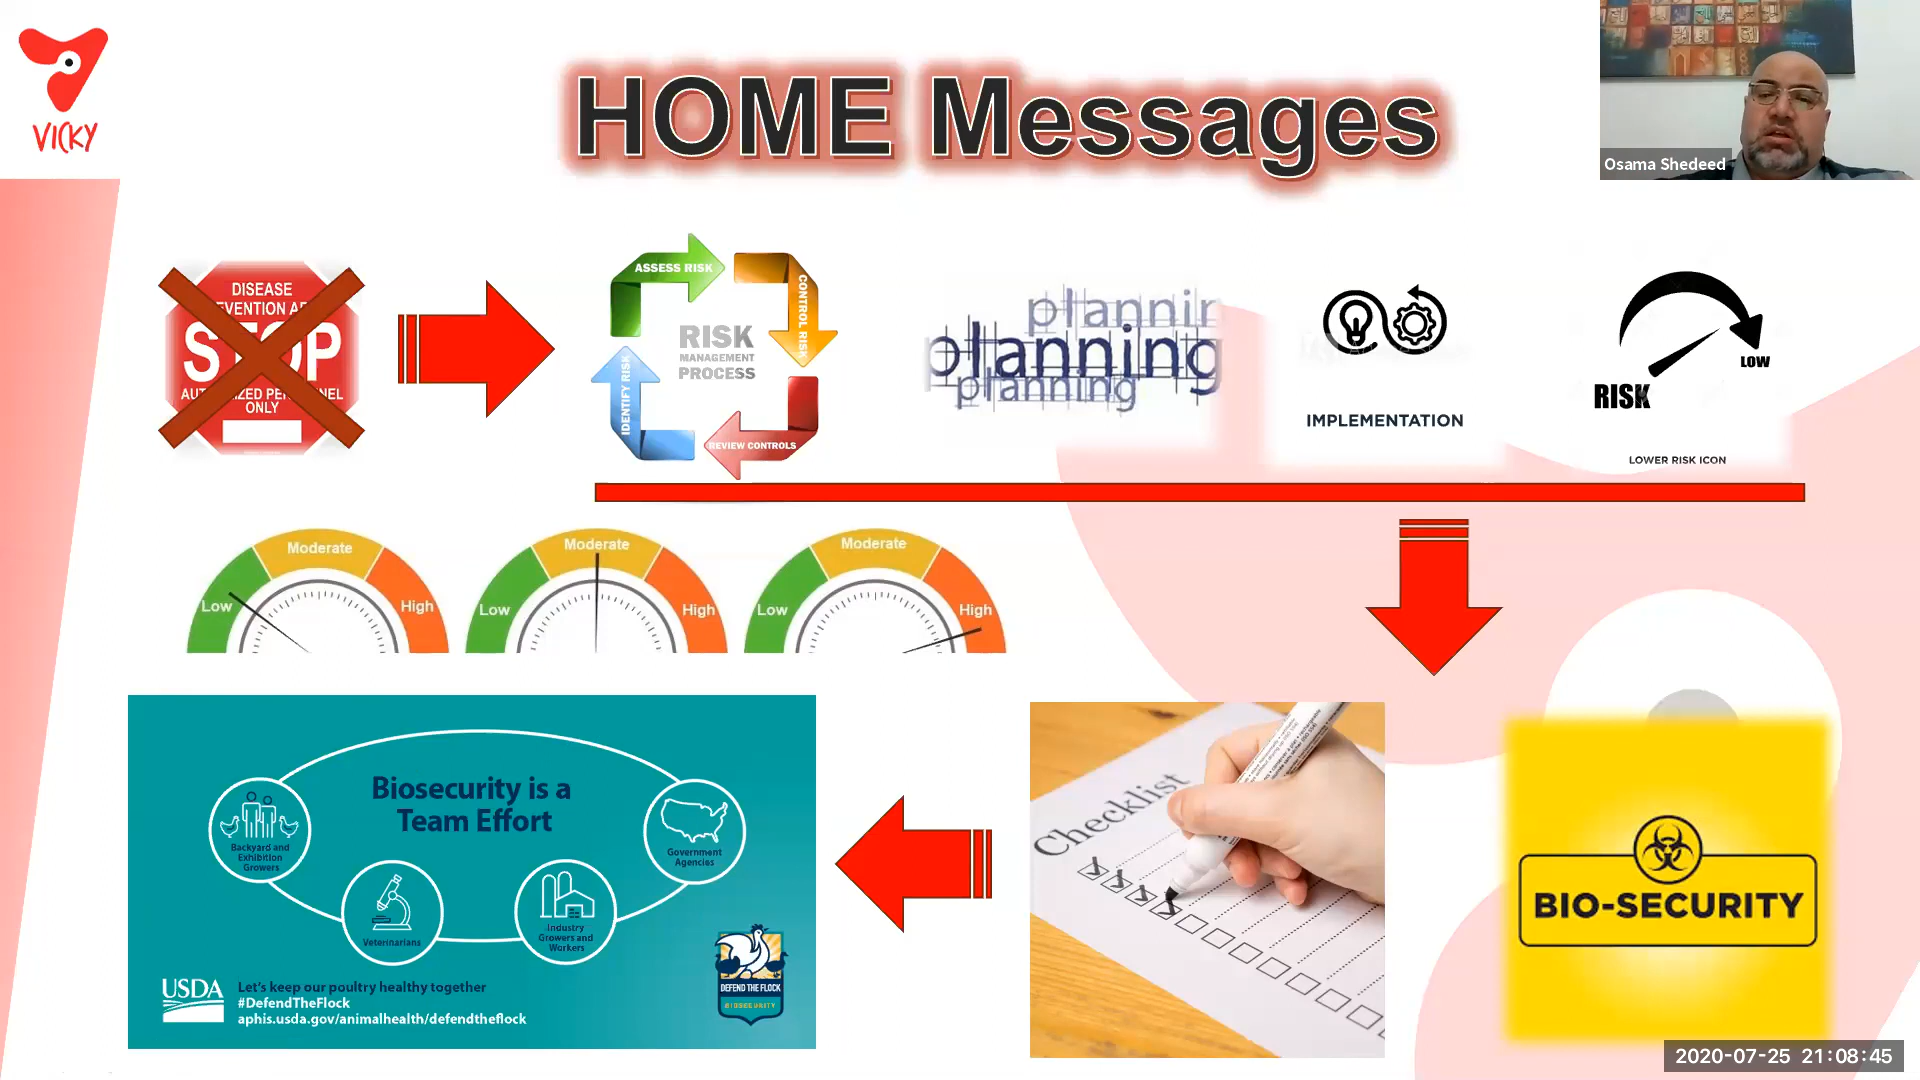 VICKY
HOME Messages
Osama Shedeed
DISEASE
STOP
ONLY
ASSESS RISK
CONTROL RISK
REVIEW CONTROLS
IDENTIFY RISK
RISK
MANAGEMENT
PROCESS
plannin
planning
planning
IMPLEMENTATION
RISK
LOW
LOWER RISK ICON
Low
Moderate
High
Low
Moderate
High
Low
Moderate
High
Biosecurity is a
Team Effort
Backyard and
Exhibition
Growers
Veterinarians
Industry
Growers and
Workers
Government
Agencies
USDA
Let's keep our poultry healthy together
#DefendTheFlock
aphis.usda.gov/animalhealth/defendtheflock
DEFEND THE FLOCK
BIOSECURITY
Checklist
BIO-SECURITY
2020-07-25 21:08:45